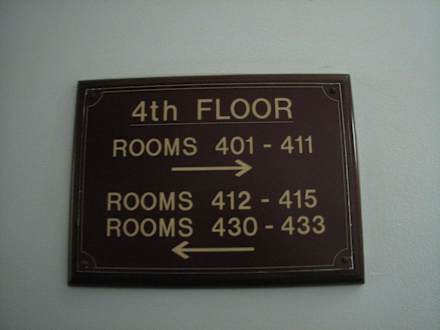 4th FLOOR
ROOMS 401 - 411
ROOMS 412 - 415
ROOMS 430 - 433